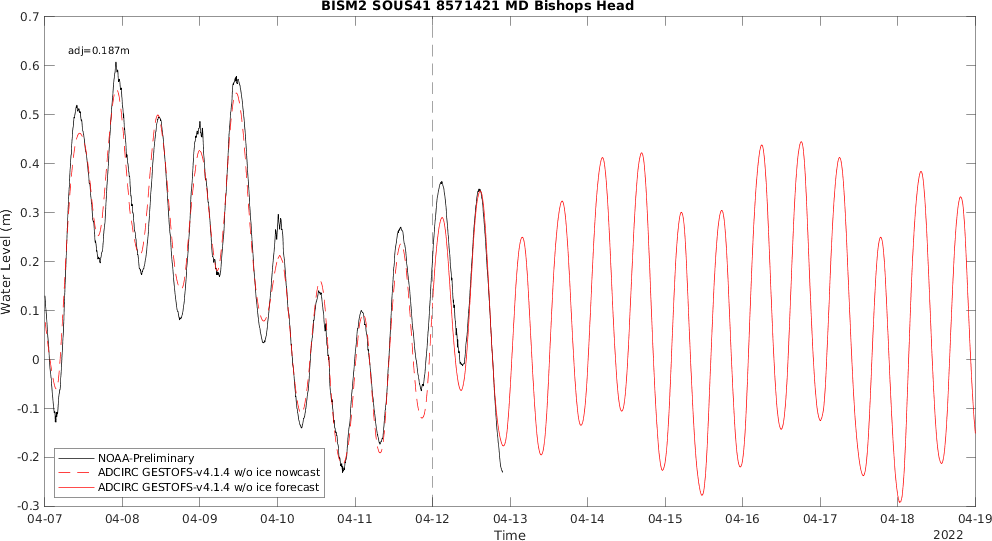 BISM2 SOUS41 8571421 MD Bishops Head
0.7
0.6
0.5
0.4
0.3
0.2
0.1
0
-0.1
-0.2
-0.3
Water Level (m)
adj=0.187m
NOAA-Preliminary
ADCIRC GESTOFS-v4.1.4 w/o ice nowcast
ADCIRC GESTOFS-v4.1.4 w/o ice forecast
04-07 04-08 04-09 04-10 04-11 04-12 04-13 04-14 04-15 04-16 04-17 04-18 04-19
Time
2022